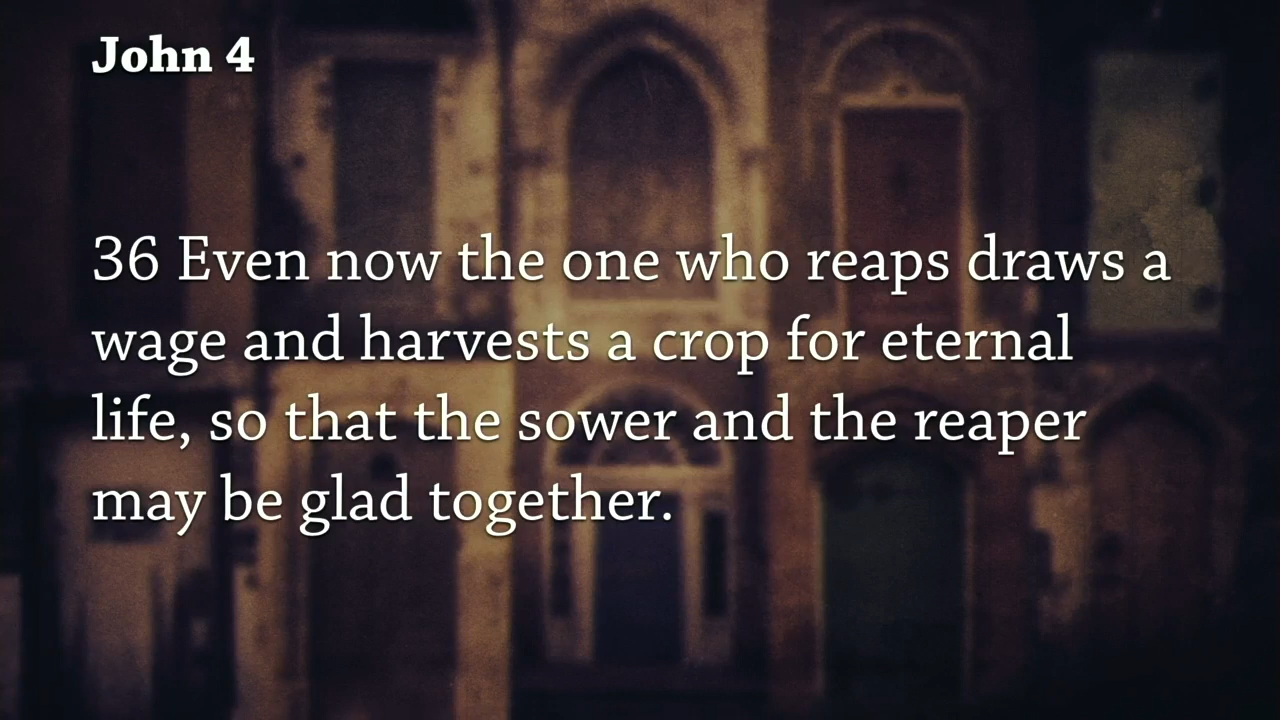 John 4
36 Even now the one who reaps draws a
wage and harvests a crop for eternal
life, so that the sower and the reaper
may be glad together.